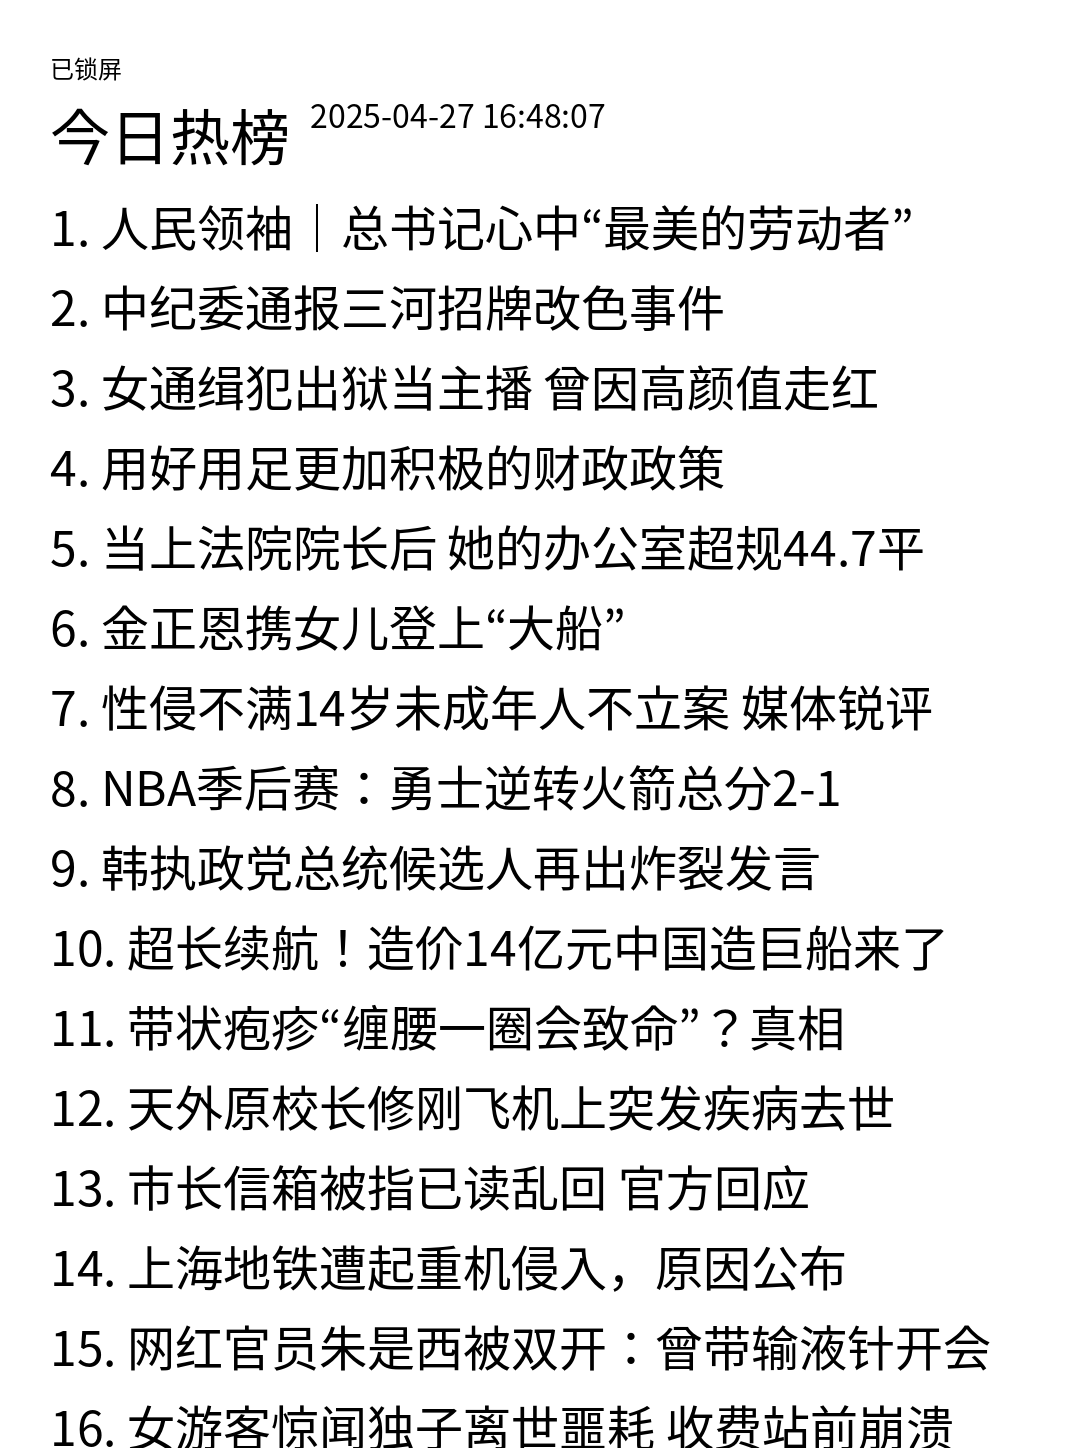 已锁屏
今日热榜 2025-04-27 16:48:07
1. 人民领袖｜总书记心中“最美的劳动者”
2. 中纪委通报三河招牌改色事件
3. 女通缉犯出狱当主播 曾因高颜值走红
4. 用好用足更加积极的财政政策
5. 当上法院院长后 她的办公室超规44.7平
6. 金正恩携女儿登上“大船”
7. 性侵不满14岁未成年人不立案 媒体锐评
8. NBA季后赛：勇士逆转火箭总分2-1
9. 韩执政党总统候选人再出炸裂发言
10. 超长续航！造价14亿元中国造巨船来了
11. 带状疱疹“缠腰一圈会致命”？真相
12. 天外原校长修刚飞机上突发疾病去世
13. 市长信箱被指已读乱回 官方回应
14. 上海地铁遭起重机侵入，原因公布
15. 网红官员朱是西被双开：曾带输液针开会
16. 女游客惊闻独子离世噩耗 收费站前崩溃